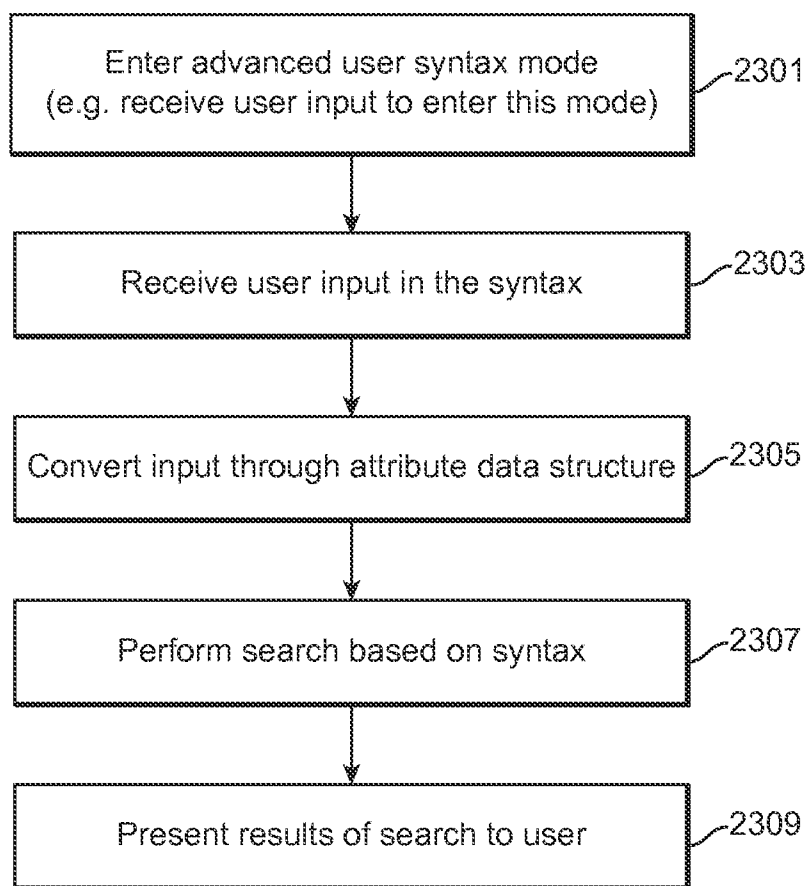 Enter advanced user syntax mode
(e.g. receive user input to enter this mode)
2301
Receive user input in the syntax
2303
Convert input through attribute data structure
2305
Perform search based on syntax
2307
Present results of search to user
2309